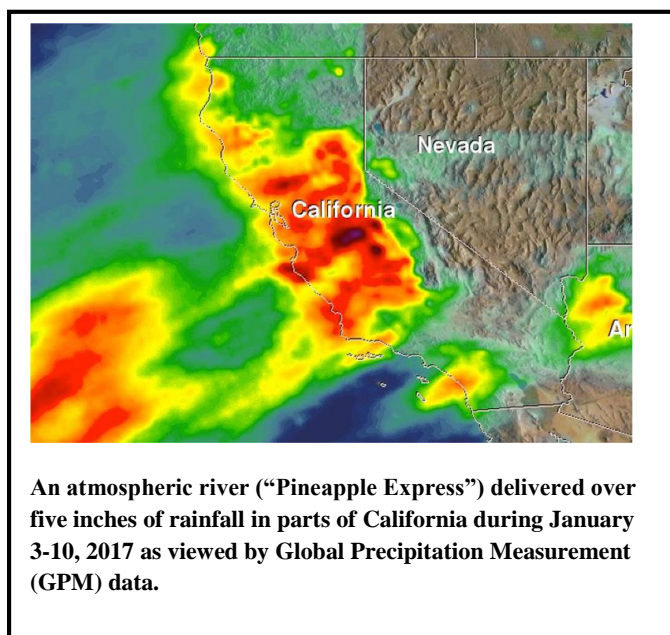 Nevada
California
Ar
An atmospheric river (“Pineapple Express”) delivered over
five inches of rainfall in parts of California during January
3-10, 2017 as viewed by Global Precipitation Measurement
(GPM) data.